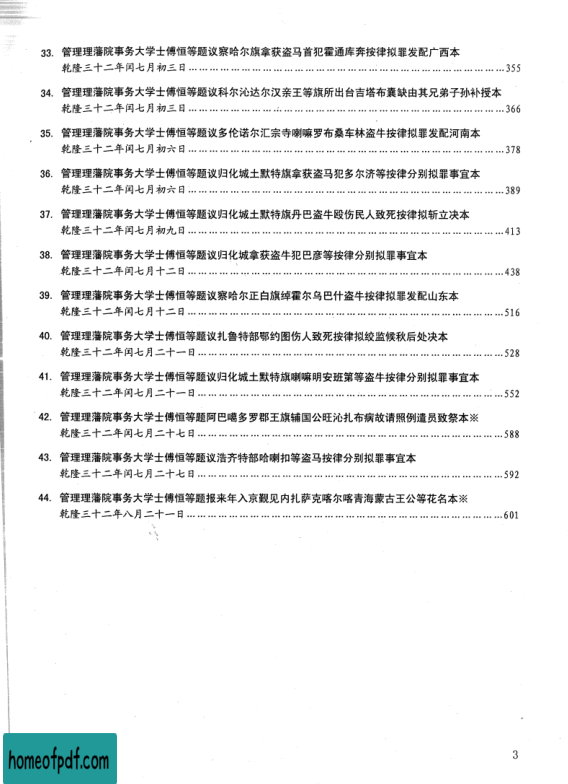 33. 管理理藩院事务大学士傅恒等题议察哈尔旗拿获盗马首犯霍通库奔按律拟罪发配广西本
乾隆三十二年闰七月初三日……355
34. 管理理藩院事务大学士傅恒等题议科尔沁达尔汉亲王等旗所出台吉塔布囊缺由其兄弟子孙补授本
乾隆三十二年闰七月初三日……366
35. 管理理藩院事务大学士傅恒等题议多伦诺尔汇宗寺喇嘛罗布桑车林盗牛按律拟罪发配河南本
乾隆三十二年闰七月初六日……378
36. 管理理藩院事务大学士傅恒等题议归化城土默特旗拿获盗马犯多尔济等按律分别拟罪事宜本
乾隆三十二年闰七月初六日……389
37. 管理理藩院事务大学士傅恒等题议归化城土默特旗丹巴盗牛殴伤民人致死按律拟斩立决本
乾隆三十二年闰七月初九日……413
38. 管理理藩院事务大学士傅恒等题议归化城拿获盗牛犯巴彦等按律分别拟罪事宜本
乾隆三十二年闰七月十二日……438
39. 管理理藩院事务大学士傅恒等题议察哈尔正白旗绰霍尔乌巴什盗牛按律拟罪发配山东本
乾隆三十二年闰七月十二日……516
40. 管理理藩院事务大学士傅恒等题议扎鲁特部鄂约图伤人致死按律拟绞监候秋后处决本
乾隆三十二年闰七月二十一日……528
41. 管理理藩院事务大学士傅恒等题议归化城土默特旗喇嘛明安班第等盗牛按律分别拟罪事宜本
乾隆三十二年闰七月二十一日……552
42. 管理理藩院事务大学士傅恒等题阿巴噶多罗郡王旗辅国公旺沁扎布病故请照例遣员致祭本※
乾隆三十二年闰七月二十七日……588
43. 管理理藩院事务大学士傅恒等题议浩齐特部哈喇扣等盗马按律分别拟罪事宜本
乾隆三十二年闰七月二十七日……592
44. 管理理藩院事务大学士傅恒等题报来年入京觐见内扎萨克喀尔喀青海蒙古王公等花名本※
乾隆三十二年八月二十一日……601
3
homeofpdf.com